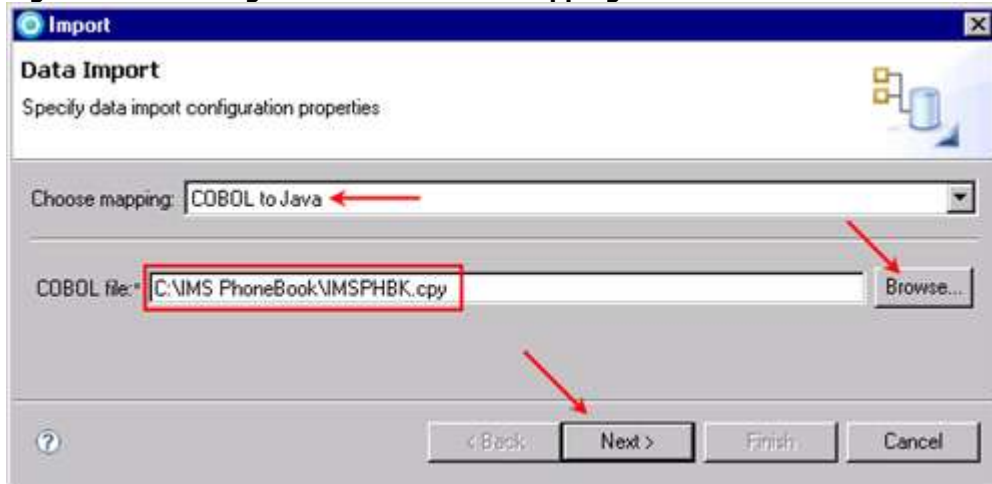 Import
Data Import
Specify data import configuration properties
Choose mapping: COBOL to Java
COBOL file:* C:\IMS PhoneBook\IMSPHBK.cpy Browse...
< Back Next > Finish Cancel